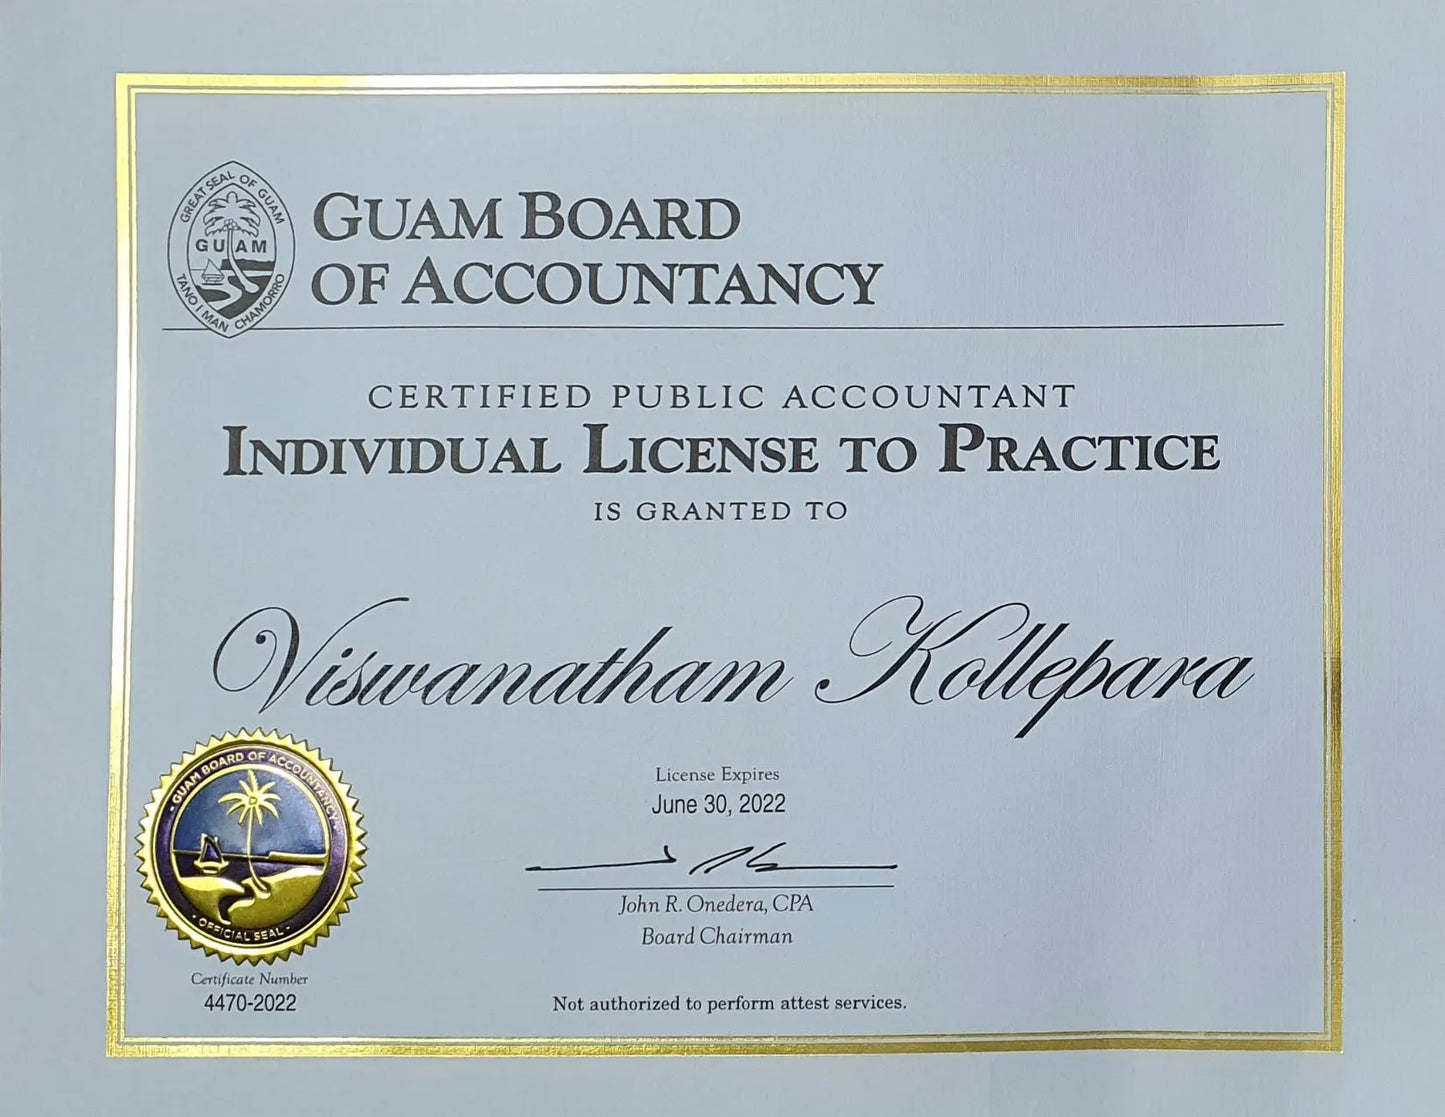 GREAT SEAL OF GUAM
GUAM
TANO I MAN CHAMORRO
GUAM BOARD
OF ACCOUNTANCY
CERTIFIED PUBLIC ACCOUNTANT
INDIVIDUAL LICENSE TO PRACTICE
IS GRANTED TO
Viswanatham Kollepara
GUAM BOARD OF ACCOUNTANCY
OFFICIAL SEAL
License Expires
June 30, 2022
John R. Onedera, CPA
Board Chairman
Certificate Number
4470-2022
Not authorized to perform attest services.